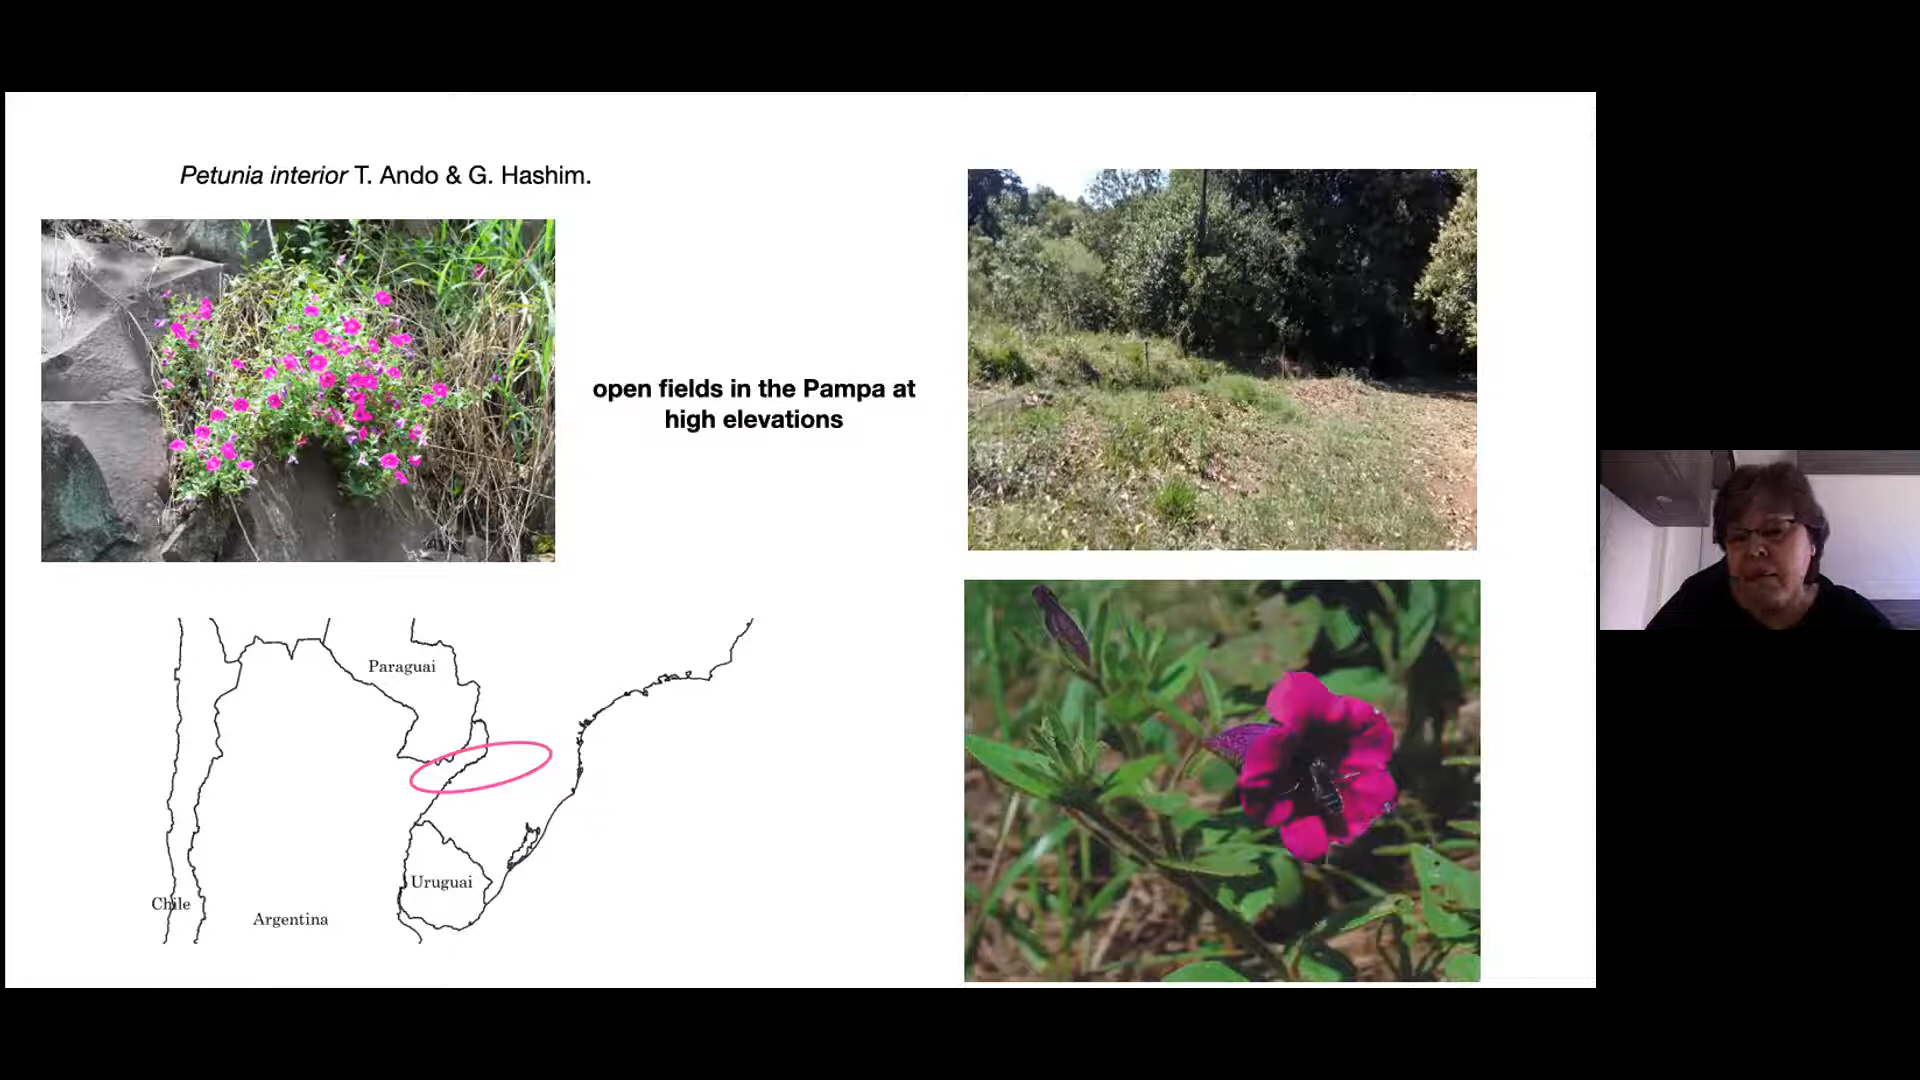 Petunia interior T. Ando & G. Hashim.
open fields in the Pampa at
high elevations
Paraguai
Uruguai
Chile
Argentina